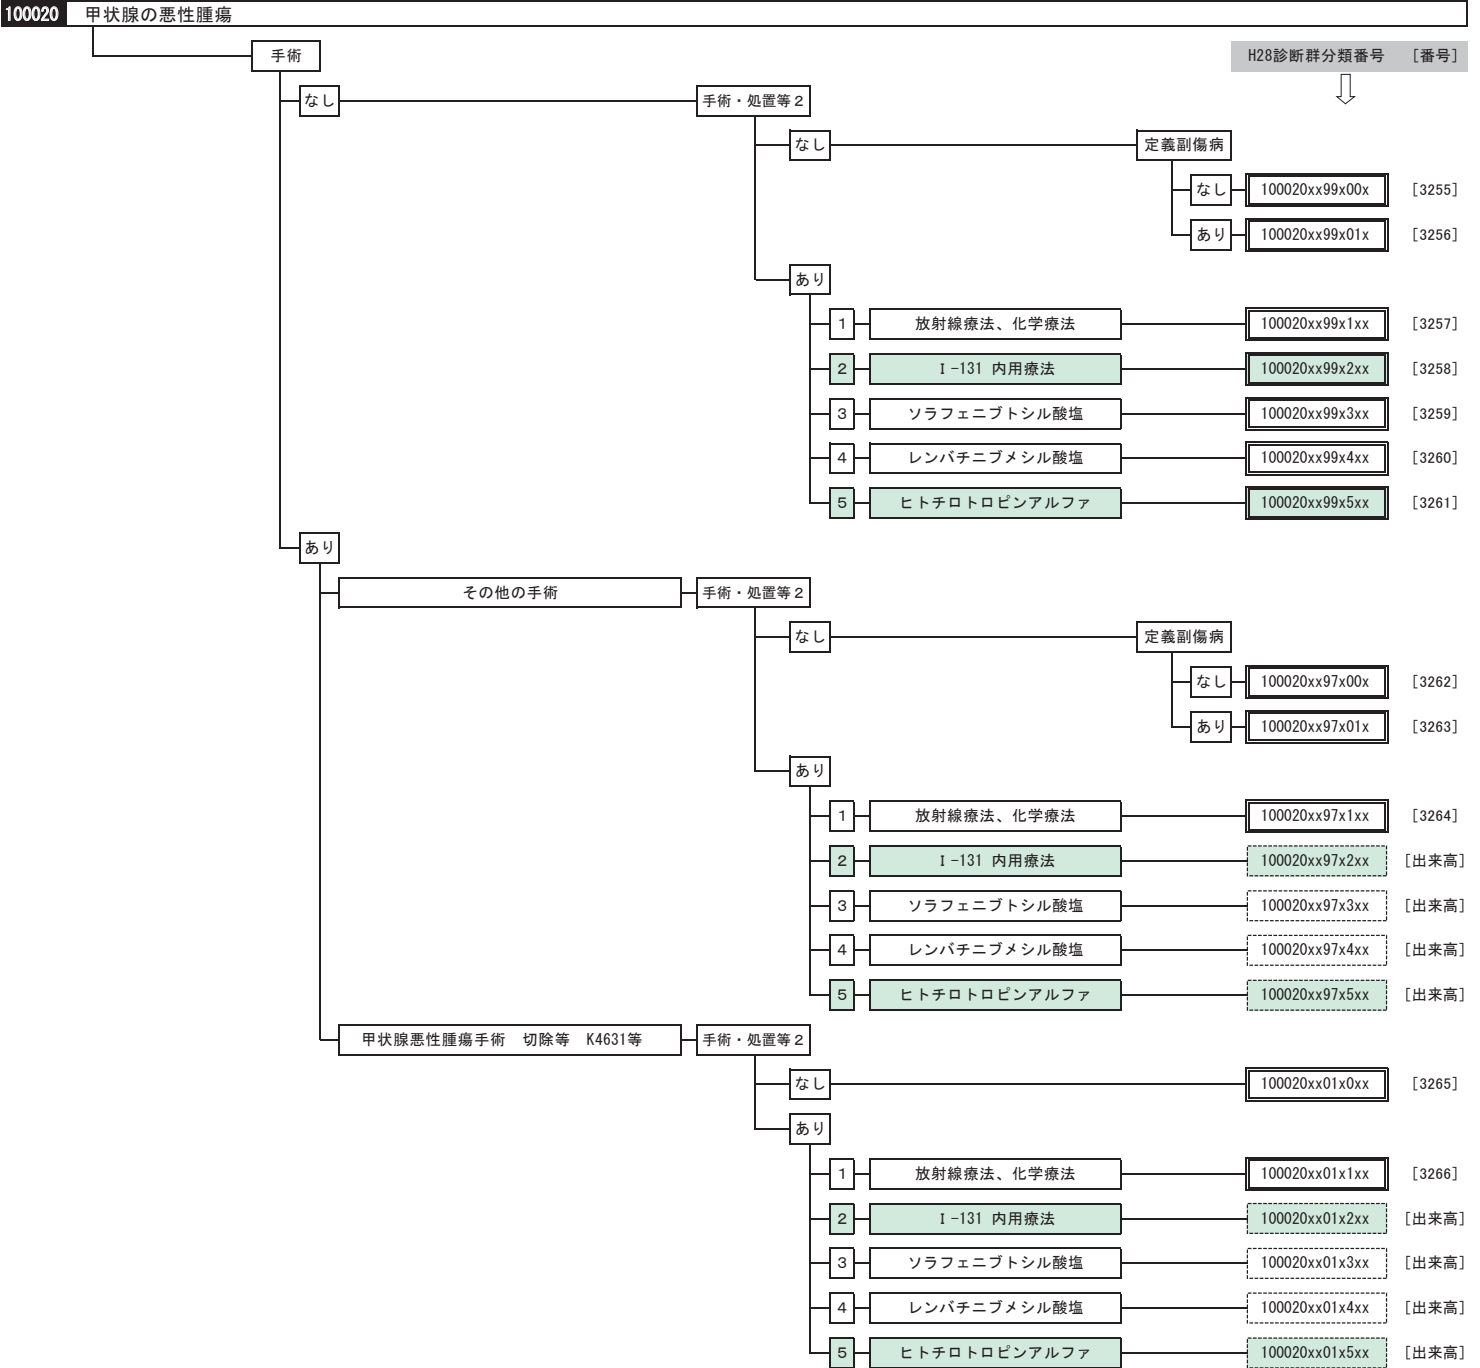 100020 甲状腺の悪性腫瘍
手術 H28診断群分類番号 [番号]
なし 手術・処置等2
なし 定義副傷病
なし 100020xx99x00x [3255]
あり 100020xx99x01x [3256]
あり
1 放射線療法、化学療法 100020xx99x1xx [3257]
2 I-131 内用療法 100020xx99x2xx [3258]
3 ソラフェニブトシル酸塩 100020xx99x3xx [3259]
4 レンバチニブメシル酸塩 100020xx99x4xx [3260]
5 ヒトチロトロピンアルファ 100020xx99x5xx [3261]
あり
その他の手術 手術・処置等2
なし 定義副傷病
なし 100020xx97x00x [3262]
あり 100020xx97x01x [3263]
あり
1 放射線療法、化学療法 100020xx97x1xx [3264]
2 I-131 内用療法 100020xx97x2xx [出来高]
3 ソラフェニブトシル酸塩 100020xx97x3xx [出来高]
4 レンバチニブメシル酸塩 100020xx97x4xx [出来高]
5 ヒトチロトロピンアルファ 100020xx97x5xx [出来高]
甲状腺悪性腫瘍手術 切除等 K4631等 手術・処置等2
なし 100020xx01x0xx [3265]
あり
1 放射線療法、化学療法 100020xx01x1xx [3266]
2 I-131 内用療法 100020xx01x2xx [出来高]
3 ソラフェニブトシル酸塩 100020xx01x3xx [出来高]
4 レンバチニブメシル酸塩 100020xx01x4xx [出来高]
5 ヒトチロトロピンアルファ 100020xx01x5xx [出来高]